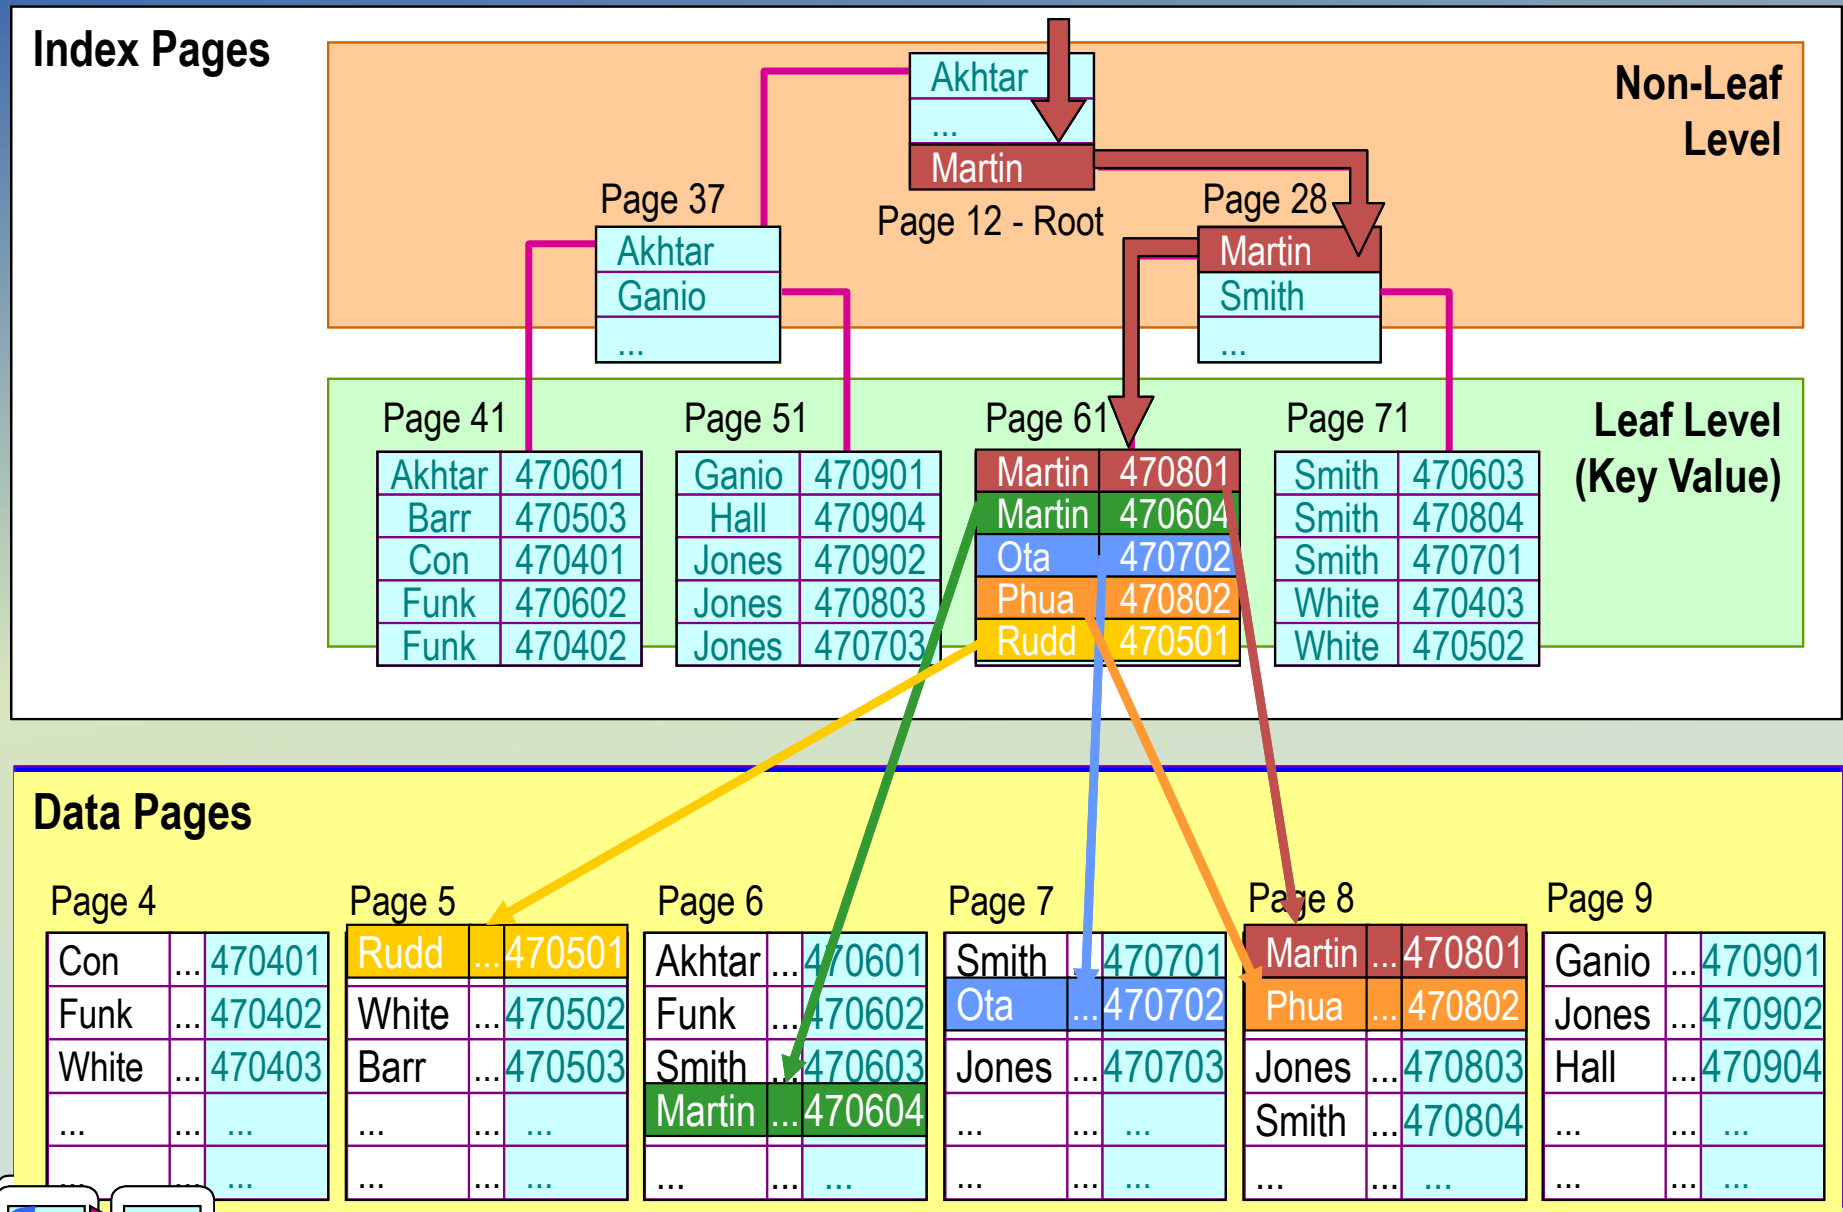 Index Pages
Non-Leaf
Level
Akhtar
...
Martin
Page 12 - Root
Page 37
Akhtar
Ganio
...
Page 28
Martin
Smith
...
Leaf Level
(Key Value)
Page 41
Akhtar 470601
Barr 470503
Con 470401
Funk 470602
Funk 470402
Page 51
Ganio 470901
Hall 470904
Jones 470902
Jones 470803
Jones 470703
Page 61
Martin 470801
Martin 470604
Ota 470702
Phua 470802
Rudd 470501
Page 71
Smith 470603
Smith 470804
Smith 470701
White 470403
White 470502
Data Pages
Page 4
Con ... 470401
Funk ... 470402
White ... 470403
... ... ...
... ... ...
Page 5
Rudd ... 470501
White ... 470502
Barr ... 470503
... ... ...
... ... ...
Page 6
Akhtar ... 470601
Funk ... 470602
Smith ... 470603
Martin ... 470604
... ... ...
Page 7
Smith 470701
Ota ... 470702
Jones ... 470703
... ... ...
... ... ...
Page 8
Martin ... 470801
Phua ... 470802
Jones ... 470803
Smith ... 470804
... ... ...
Page 9
Ganio ... 470901
Jones ... 470902
Hall ... 470904
... ... ...
... ... ...